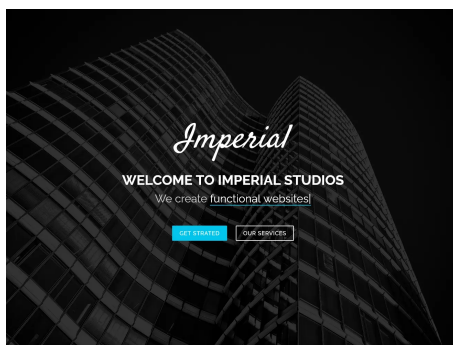 Imperial
WELCOME TO IMPERIAL STUDIOS
We create functional websites|
GET STRATED
OUR SERVICES